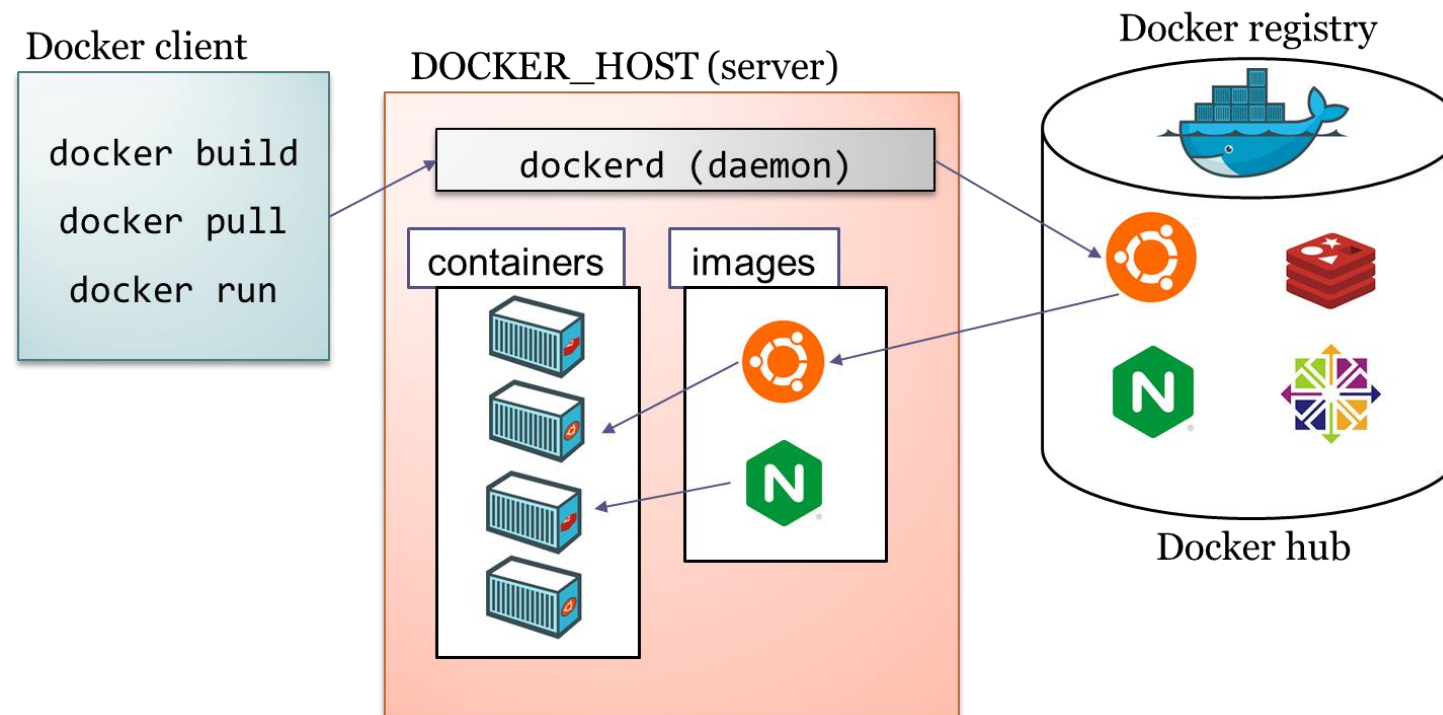 Docker client
docker build
docker pull
docker run
DOCKER_HOST (server)
dockerd (daemon)
containers
images
N
®
Docker registry
N
®
Docker hub